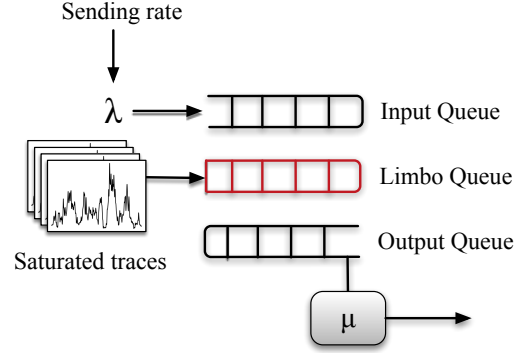 Sending rate
λ
Input Queue
Limbo Queue
Saturated traces
Output Queue
μ